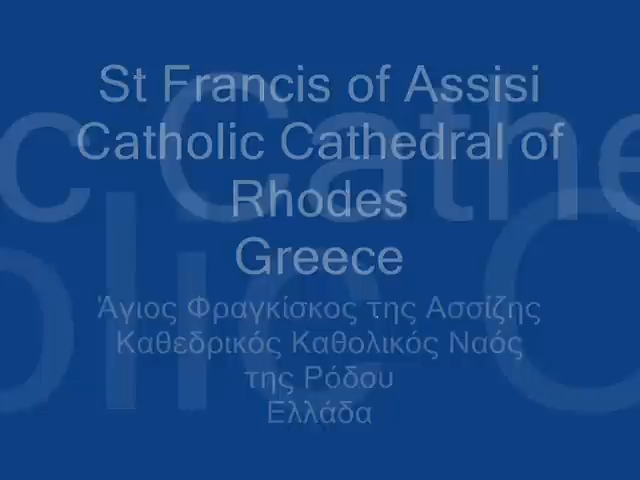 St Francis of Assisi
Catholic Cathedral of
Rhodes
Greece
Άγιος Φραγκίσκος της Ασσίζης
Καθεδρικός Καθολικός Ναός
της Ρόδου
Ελλάδα